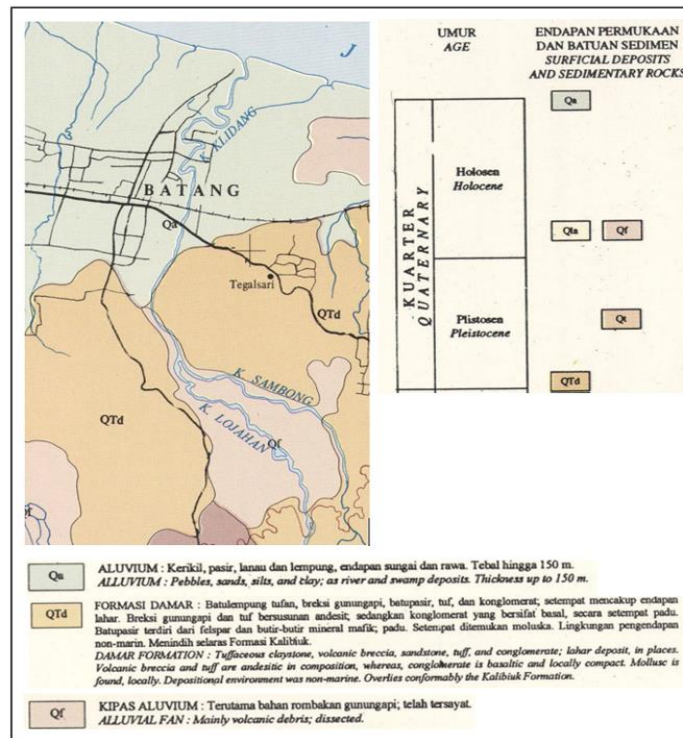 J
K. KLIDANG
BATANG
Qa
Tegalsari
QTd
K. SAMBONG
QTd
K. LOJAHAN
Qf
Qf
UMUR
AGE
ENDAPAN PERMUKAAN
DAN BATUAN SEDIMEN
SURFICIAL DEPOSITS
AND SEDIMENTARY ROCKS
KUARTER
QUATERNARY
Holosen
Holocene
Plistosen
Pleistocene
Qa
Qla
Qf
Qt
QTd
Qa
ALUVIUM : Kerikil, pasir, lanau dan lempung, endapan sungai dan rawa. Tebal hingga 150 m.
ALLUVIUM : Pebbles, sands, silts, and clay; as river and swamp deposits. Thickness up to 150 m.
QTd
FORMASI DAMAR : Batulempung tufan, breksi gunungapi, batupasir, tuf, dan konglomerat; setempat mencakup endapan
lahar. Breksi gunungapi dan tuf bersusunan andesit; sedangkan konglomerat yang bersifat basal, secara setempat padu.
Batupasir terdiri dari felspar dan butir-butir mineral mafik; padu. Setempat ditemukan moluska. Lingkungan pengendapan
non-marin. Menindih selaras Formasi Kalibiuk.
DAMAR FORMATION : Tuffaceous claystone, volcanic breccia, sandstone, tuff, and conglomerate; lahar deposit, in places.
Volcanic breccia and tuff are andesitic in composition, whereas, conglomerate is basaltic and locally compact. Mollusc is
found, locally. Depositional environment was non-marine. Overlies conformably the Kalibiuk Formation.
Qf
KIPAS ALUVIUM : Terutama bahan rombakan gunungapi; telah tersayat.
ALLUVIAL FAN : Mainly volcanic debris; dissected.